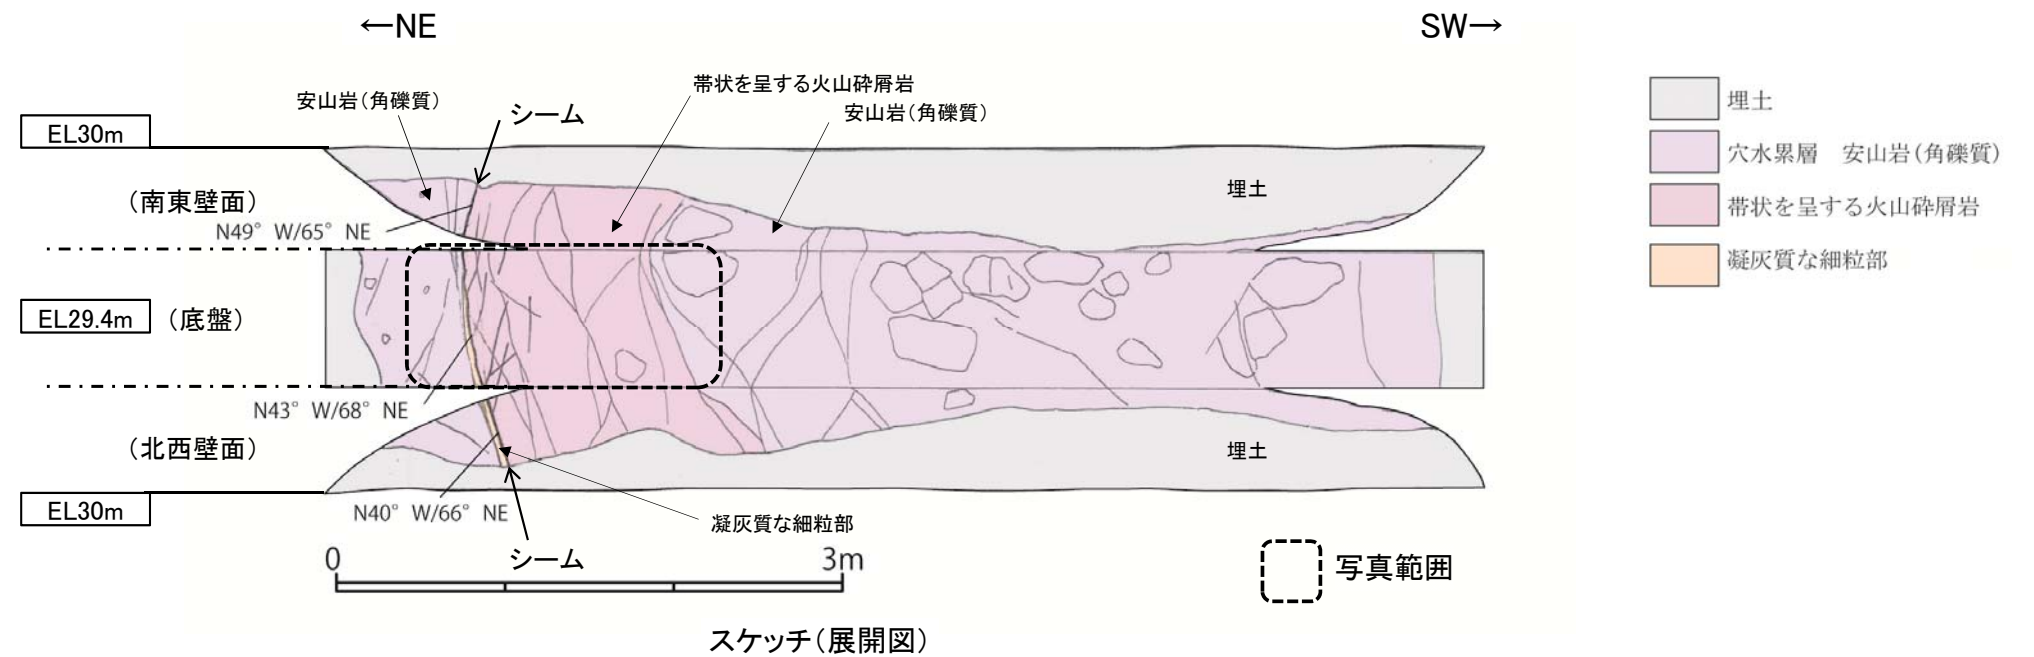 ←NE
SW→
帯状を呈する火山砕屑岩
安山岩（角礫質）
シーム
安山岩（角礫質）
EL30m
（南東壁面）
埋土
N49° W/65° NE
EL29.4m
（底盤）
N43° W/68° NE
（北西壁面）
埋土
EL30m
N40° W/66° NE
凝灰質な細粒部
シーム
0
3m
写真範囲
スケッチ（展開図）
埋土
穴水累層　安山岩（角礫質）
帯状を呈する火山砕屑岩
凝灰質な細粒部